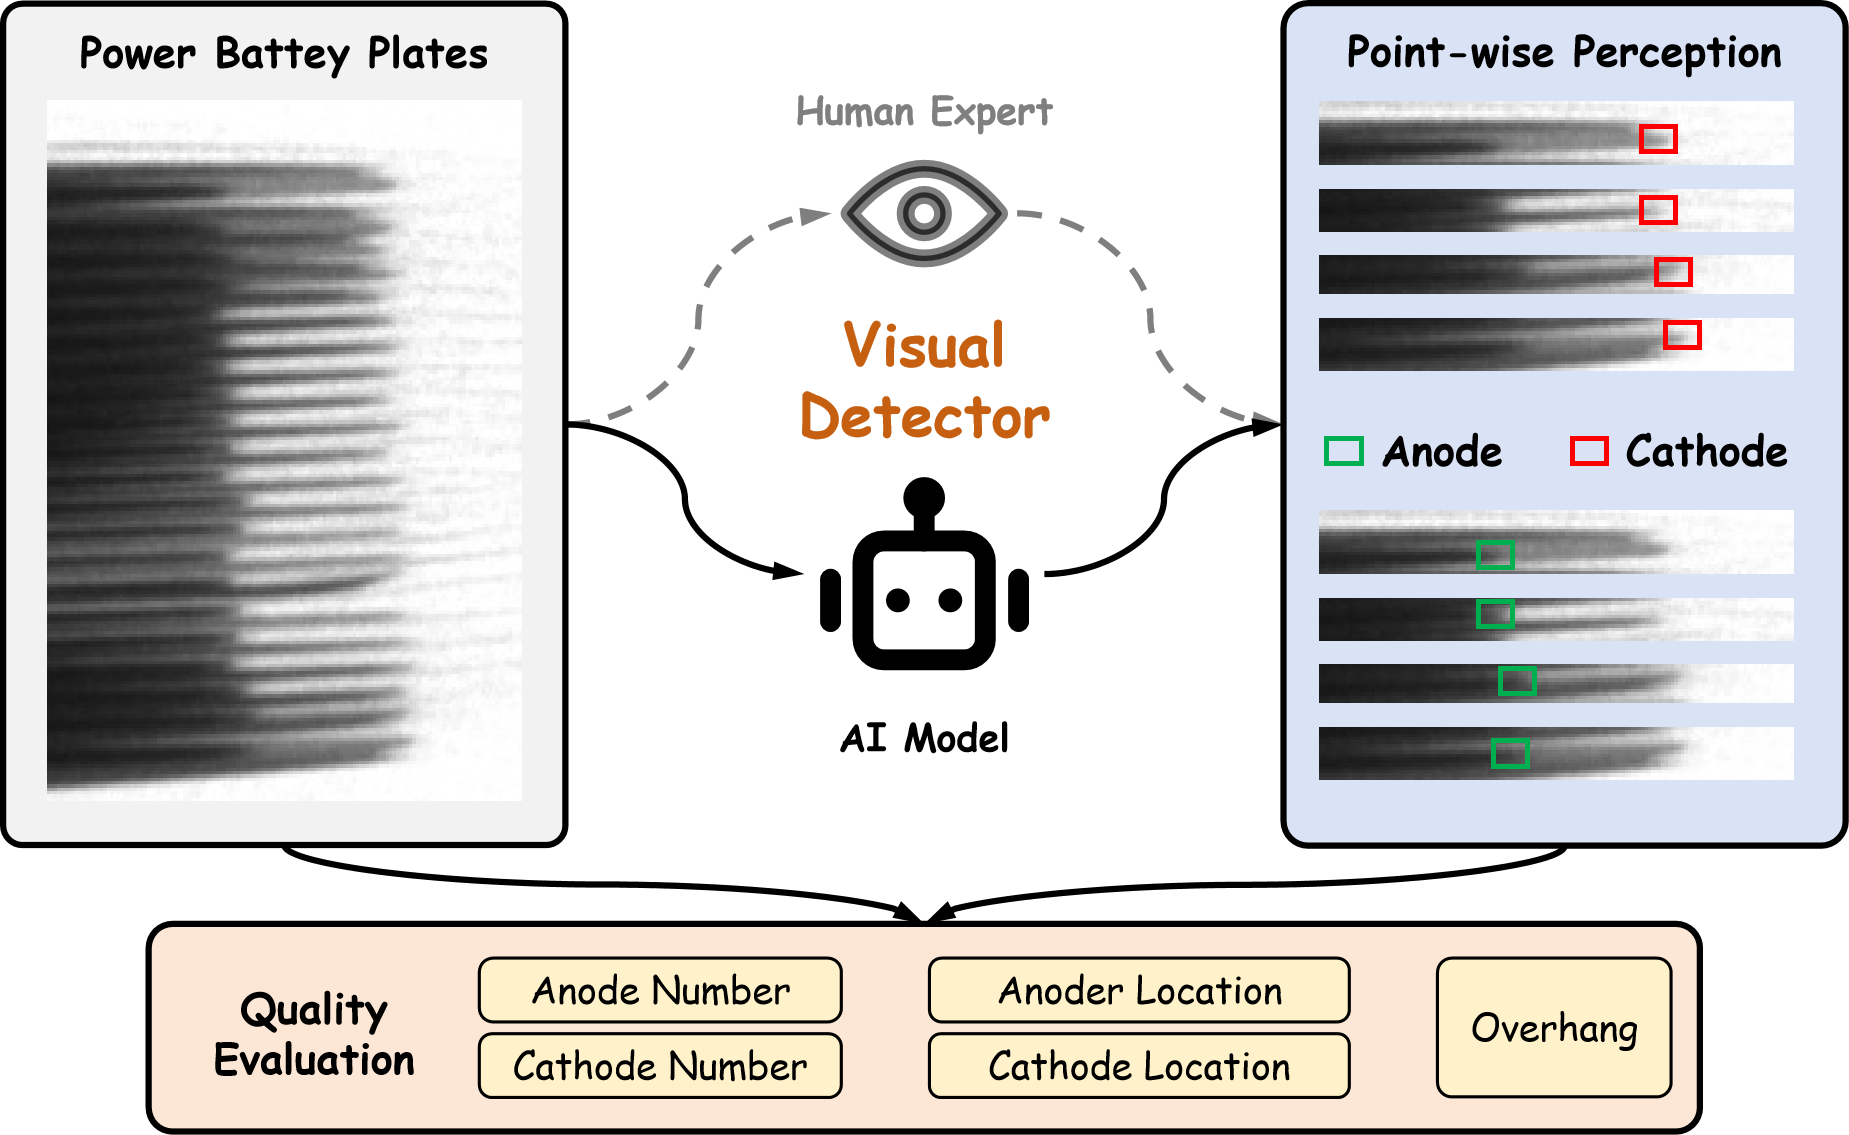 Power Battey Plates
Human Expert
Visual
Detector
AI Model
Point-wise Perception
Anode
Cathode
Quality
Evaluation
Anode Number
Cathode Number
Anoder Location
Cathode Location
Overhang